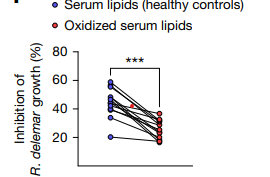 Serum lipids (healthy controls)
Oxidized serum lipids
***
80
60
40
20
Inhibition of
R. delemar growth (%)